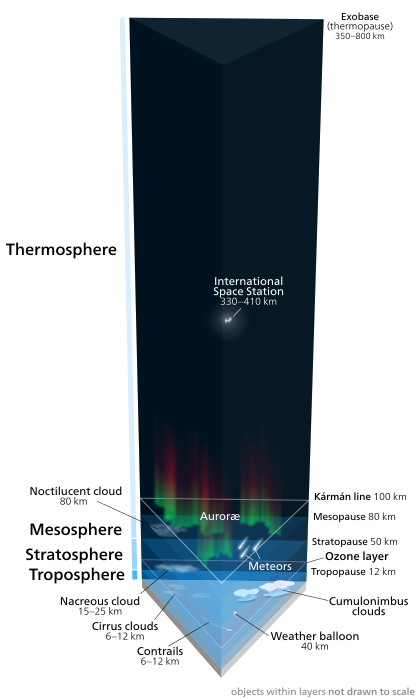 Exobase
(thermopause)
350–800 km
Thermosphere
International
Space Station
330–410 km
Noctilucent cloud
80 km
Kármán line 100 km
Auroræ
Mesopause 80 km
Mesosphere
Stratopause 50 km
Stratosphere
Ozone layer
Meteors
Troposphere
Tropopause 12 km
Nacreous cloud
15–25 km
Cumulonimbus
clouds
Cirrus clouds
6–12 km
Weather balloon
40 km
Contrails
6–12 km
objects within layers not drawn to scale